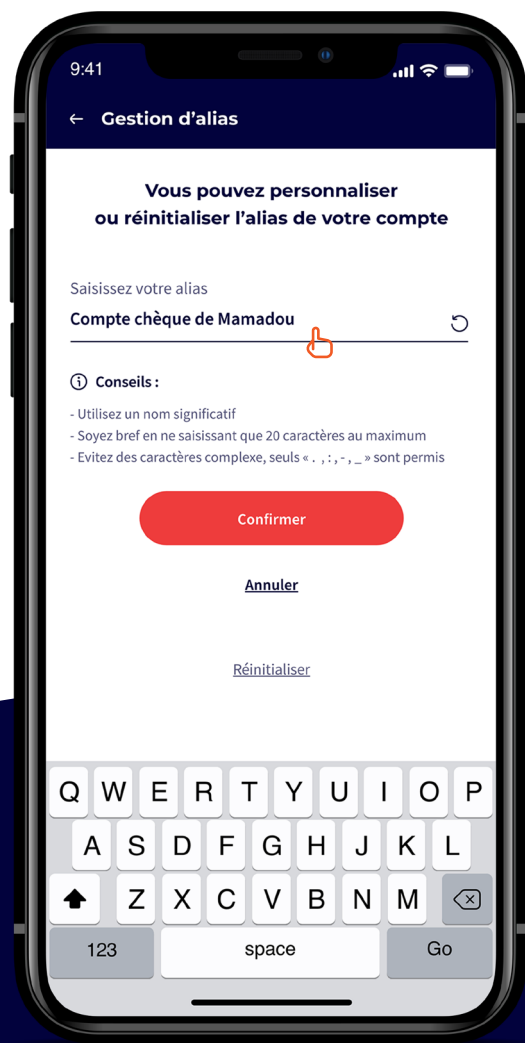 9:41
← Gestion d’alias
Vous pouvez personnaliser
ou réinitialiser l’alias de votre compte
Saisissez votre alias
Compte chèque de Mamadou
Conseils :
- Utilisez un nom significatif
- Soyez bref en ne saisissant que 20 caractères au maximum
- Evitez des caractères complexe, seuls « . , : , - , _ » sont permis
Confirmer
Annuler
Réinitialiser
Q W E R T Y U I O P
A S D F G H J K L
Z X C V B N M
123 space Go